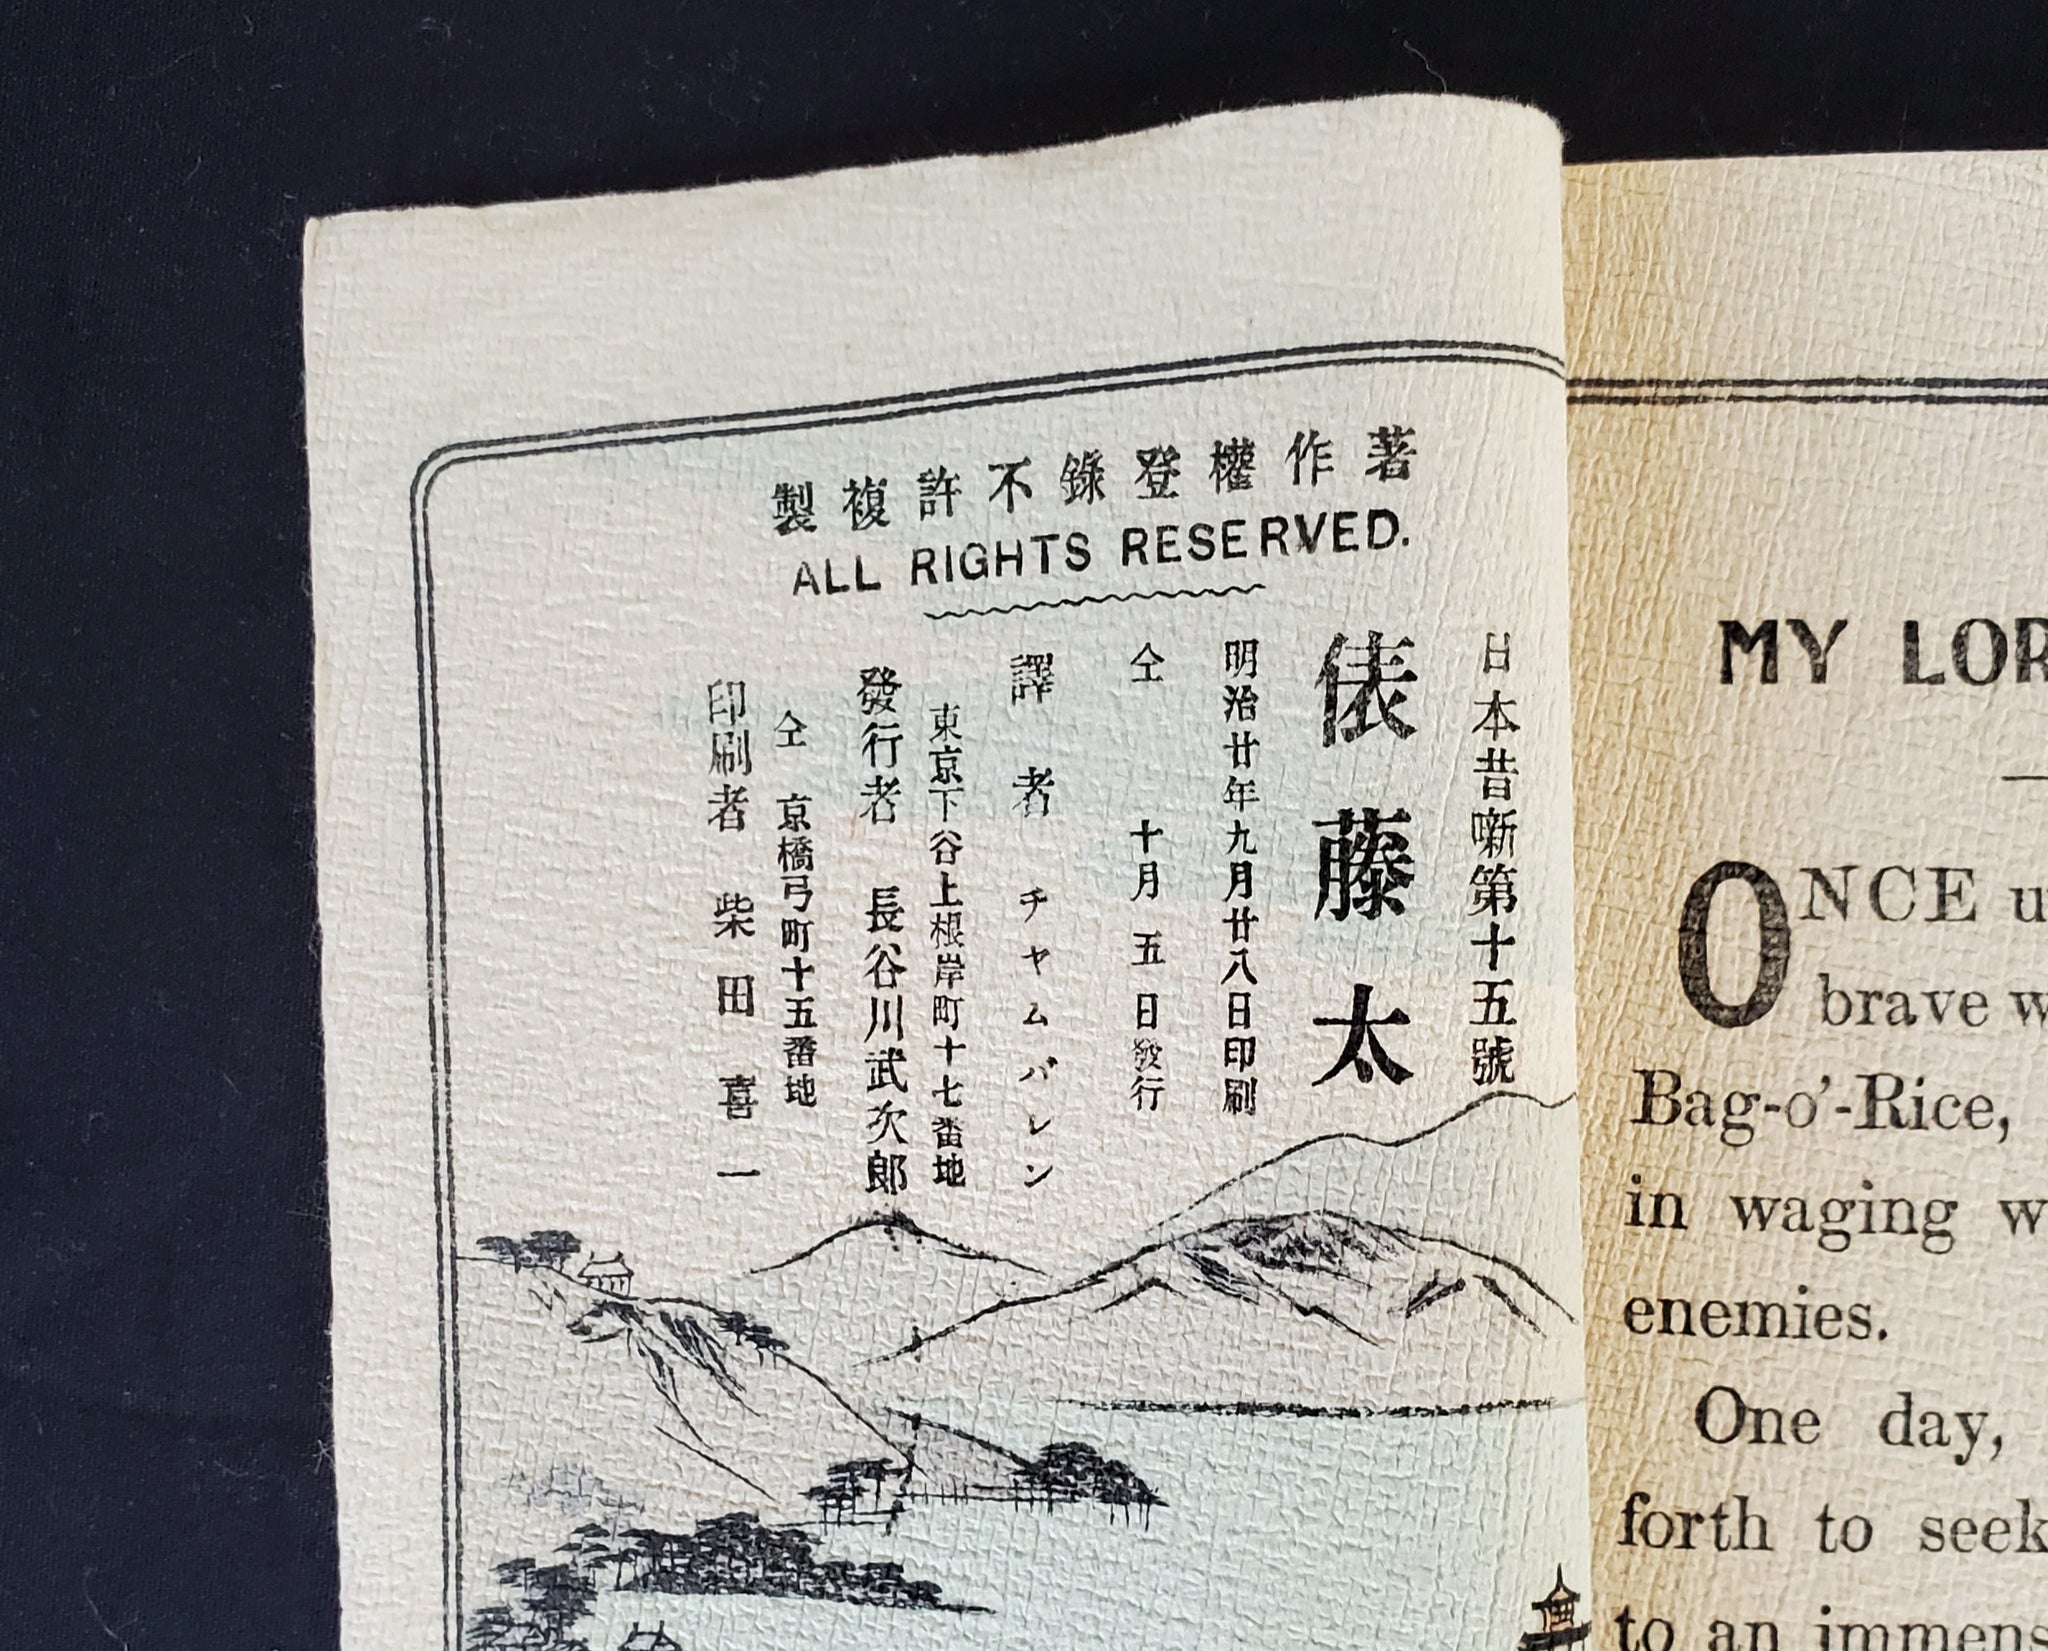 著作權登錄不許複製
ALL RIGHTS RESERVED.
日本昔噺第十五號
俵藤太
明治廿年九月廿八日印刷
仝 十月五日發行
譯者 チャムバレン
東京下谷上根岸町十七番地
發行者 長谷川武次郎
仝 京橋弓町十五番地
印刷者 柴田喜一
MY LOR
ONCE u
brave w
Bag-o'-Rice,
in waging w
enemies.
One day,
forth to seek
to an immens